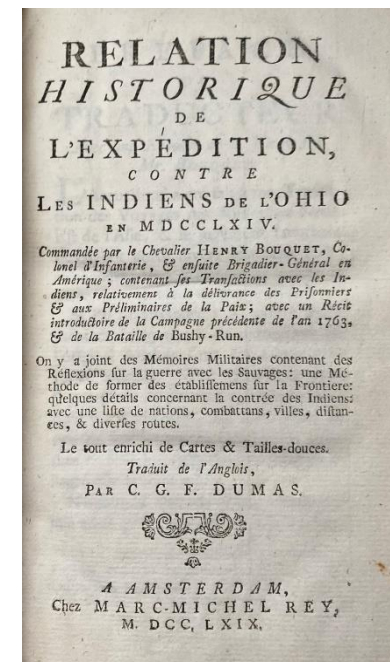 RELATION
HISTORIQUE
DE
L'EXPÉDITION,
CONTRE
LES INDIENS DE L'OHIO
EN MDCCLXIV.
Commandée par le Chevalier HENRY BOUQUET, Co-
lonel d'Infanterie, & ensuite Brigadier-Général en
Amérique ; contenant ses Transactions avec les In-
diens, relativement à la délivrance des Prisonniers
& aux Préliminaires de la Paix ; avec un Récit
introductoire de la Campagne précédente de l'an 1763,
& de la Bataille de Bushy-Run.
On y a joint des Mémoires Militaires contenant des
Réflexions sur la guerre avec les Sauvages: une Mé-
thode de former des établissemens sur la Frontiere:
quelques détails concernant la contrée des Indiens:
avec une liste de nations, combattans, villes, distan-
ces, & diverses routes.
Le tout enrichi de Cartes & Tailles-douces.
Traduit de l'Anglois,
PAR C. G. F. DUMAS.
A AMSTERDAM,
Chez MARC-MICHEL REY,
M. DCC, LXIX.